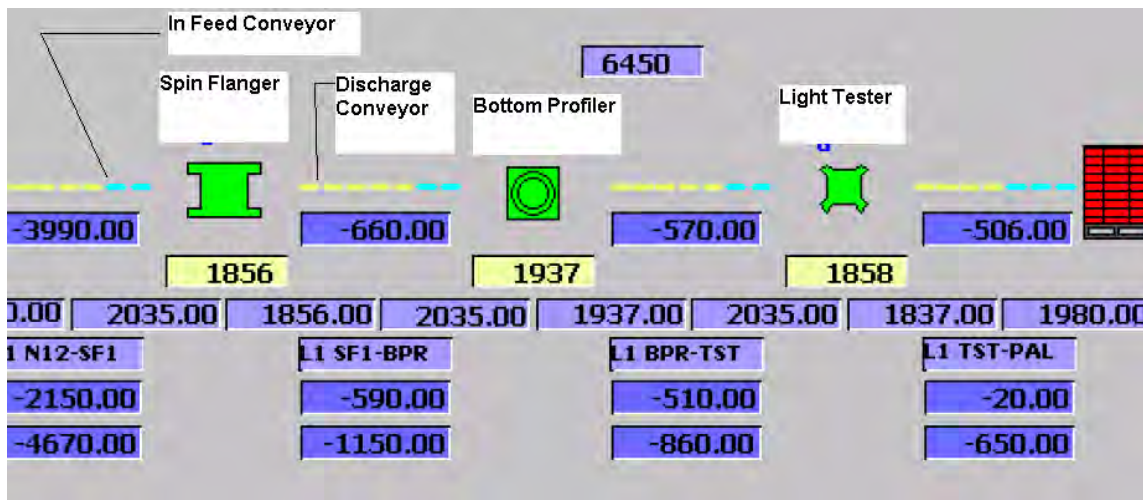 In Feed Conveyor
6450
Spin Flanger
Discharge
Conveyor
Bottom Profiler
Light Tester
-3990.00 -660.00 -570.00 -506.00
1856 1937 1858
0.00 2035.00 1856.00 2035.00 1937.00 2035.00 1837.00 1980.00
1 N12-SF1 L1 SF1-BPR L1 BPR-TST L1 TST-PAL
-2150.00 -590.00 -510.00 -20.00
-4670.00 -1150.00 -860.00 -650.00